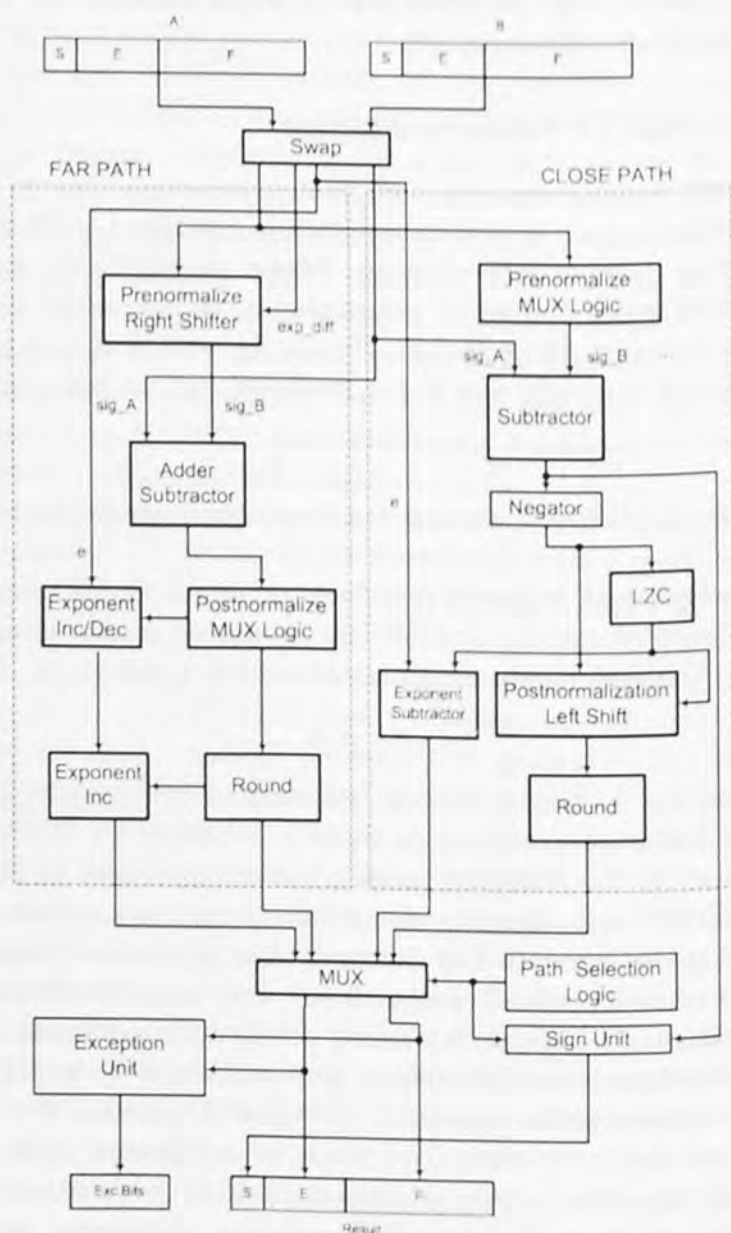 A
B
S E F
S E F
Swap
FAR PATH
CLOSE PATH
Prenormalize
Right Shifter
exp_diff
Prenormalize
MUX Logic
sig_A
sig_B
sig_A
sig_B
Subtractor
Adder
Subtractor
Negator
e
e
LZC
Exponent
Inc/Dec
Postnormalize
MUX Logic
Exponent
Subtractor
Postnormalization
Left Shift
Exponent
Inc
Round
Round
MUX
Path Selection
Logic
Sign Unit
Exception
Unit
Exc.Bits
S E F
Result